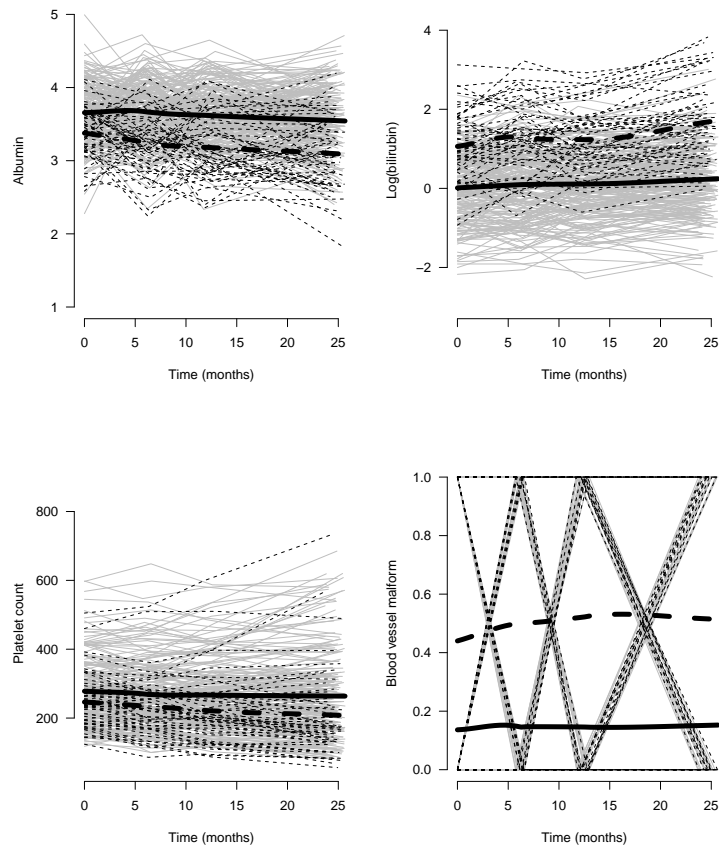 5
4
3
2
1
Albumin
0 5 10 15 20 25
Time (months)
4
2
0
−2
Log(bilirubin)
0 5 10 15 20 25
Time (months)
800
600
400
200
Platelet count
0 5 10 15 20 25
Time (months)
1.0
0.8
0.6
0.4
0.2
0.0
Blood vessel malform
0 5 10 15 20 25
Time (months)